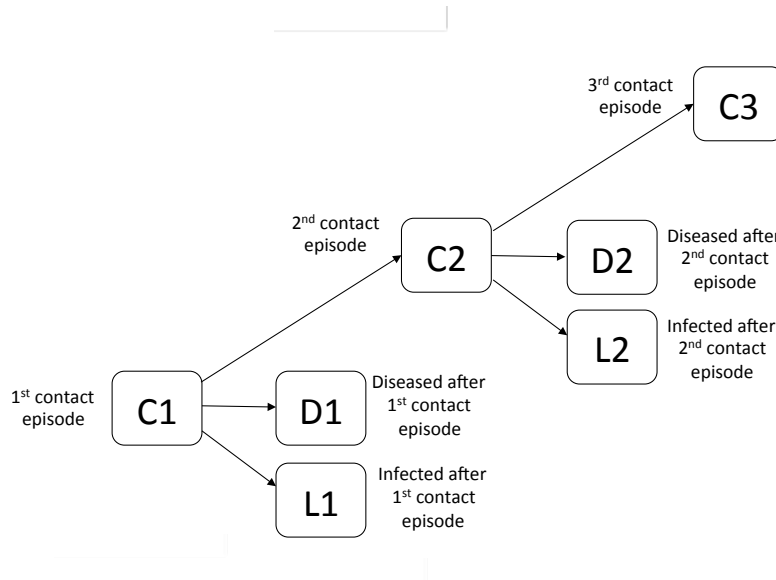 3rd contact
episode
C3
2nd contact
episode
C2
Diseased after
2nd contact
episode
D2
Infected after
2nd contact
episode
L2
1st contact
episode
C1
Diseased after
1st contact
episode
D1
Infected after
1st contact
episode
L1